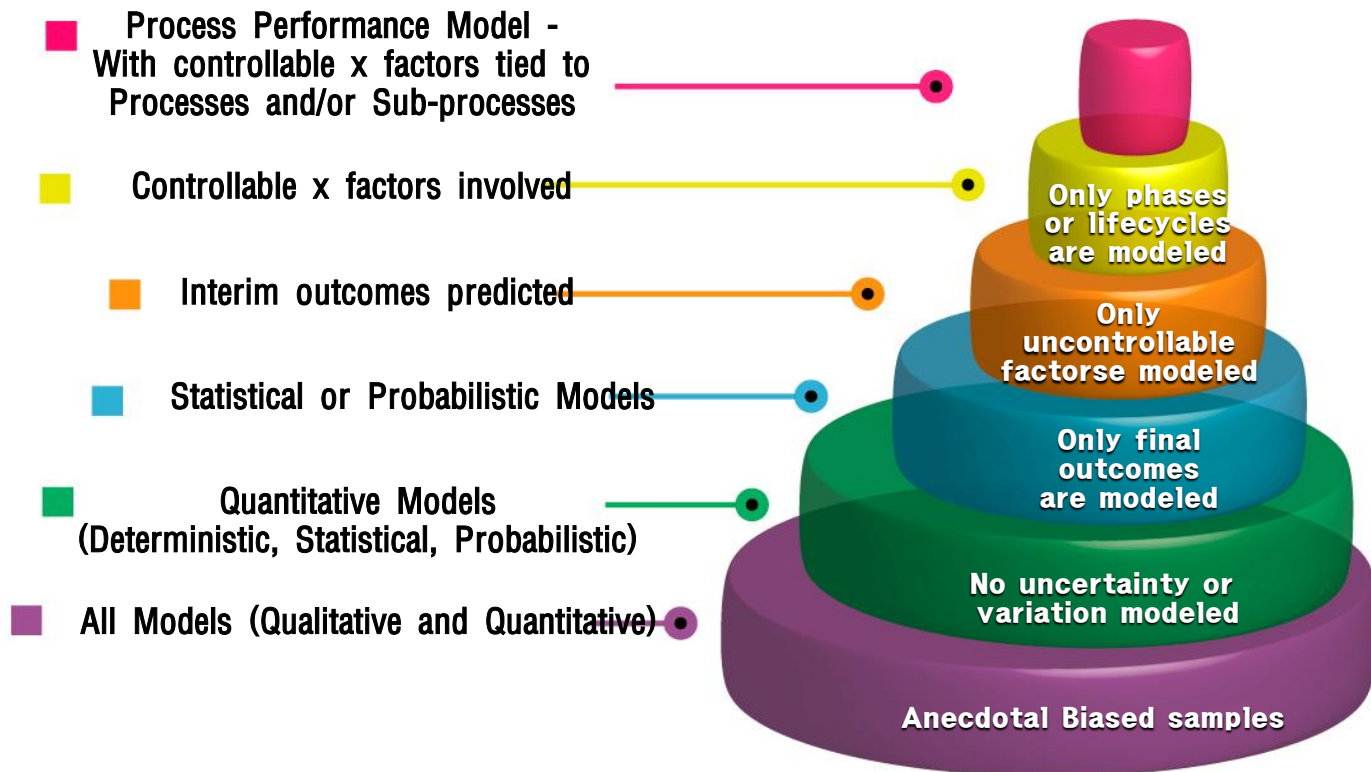 Process Performance Model -
With controllable x factors tied to
Processes and/or Sub-processes
Controllable x factors involved
Only phases
or lifecycles
are modeled
Interim outcomes predicted
Only
uncontrollable
factorse modeled
Statistical or Probabilistic Models
Only final
outcomes
are modeled
Quantitative Models
(Deterministic, Statistical, Probabilistic)
No uncertainty or
variation modeled
All Models (Qualitative and Quantitative)
Anecdotal Biased samples